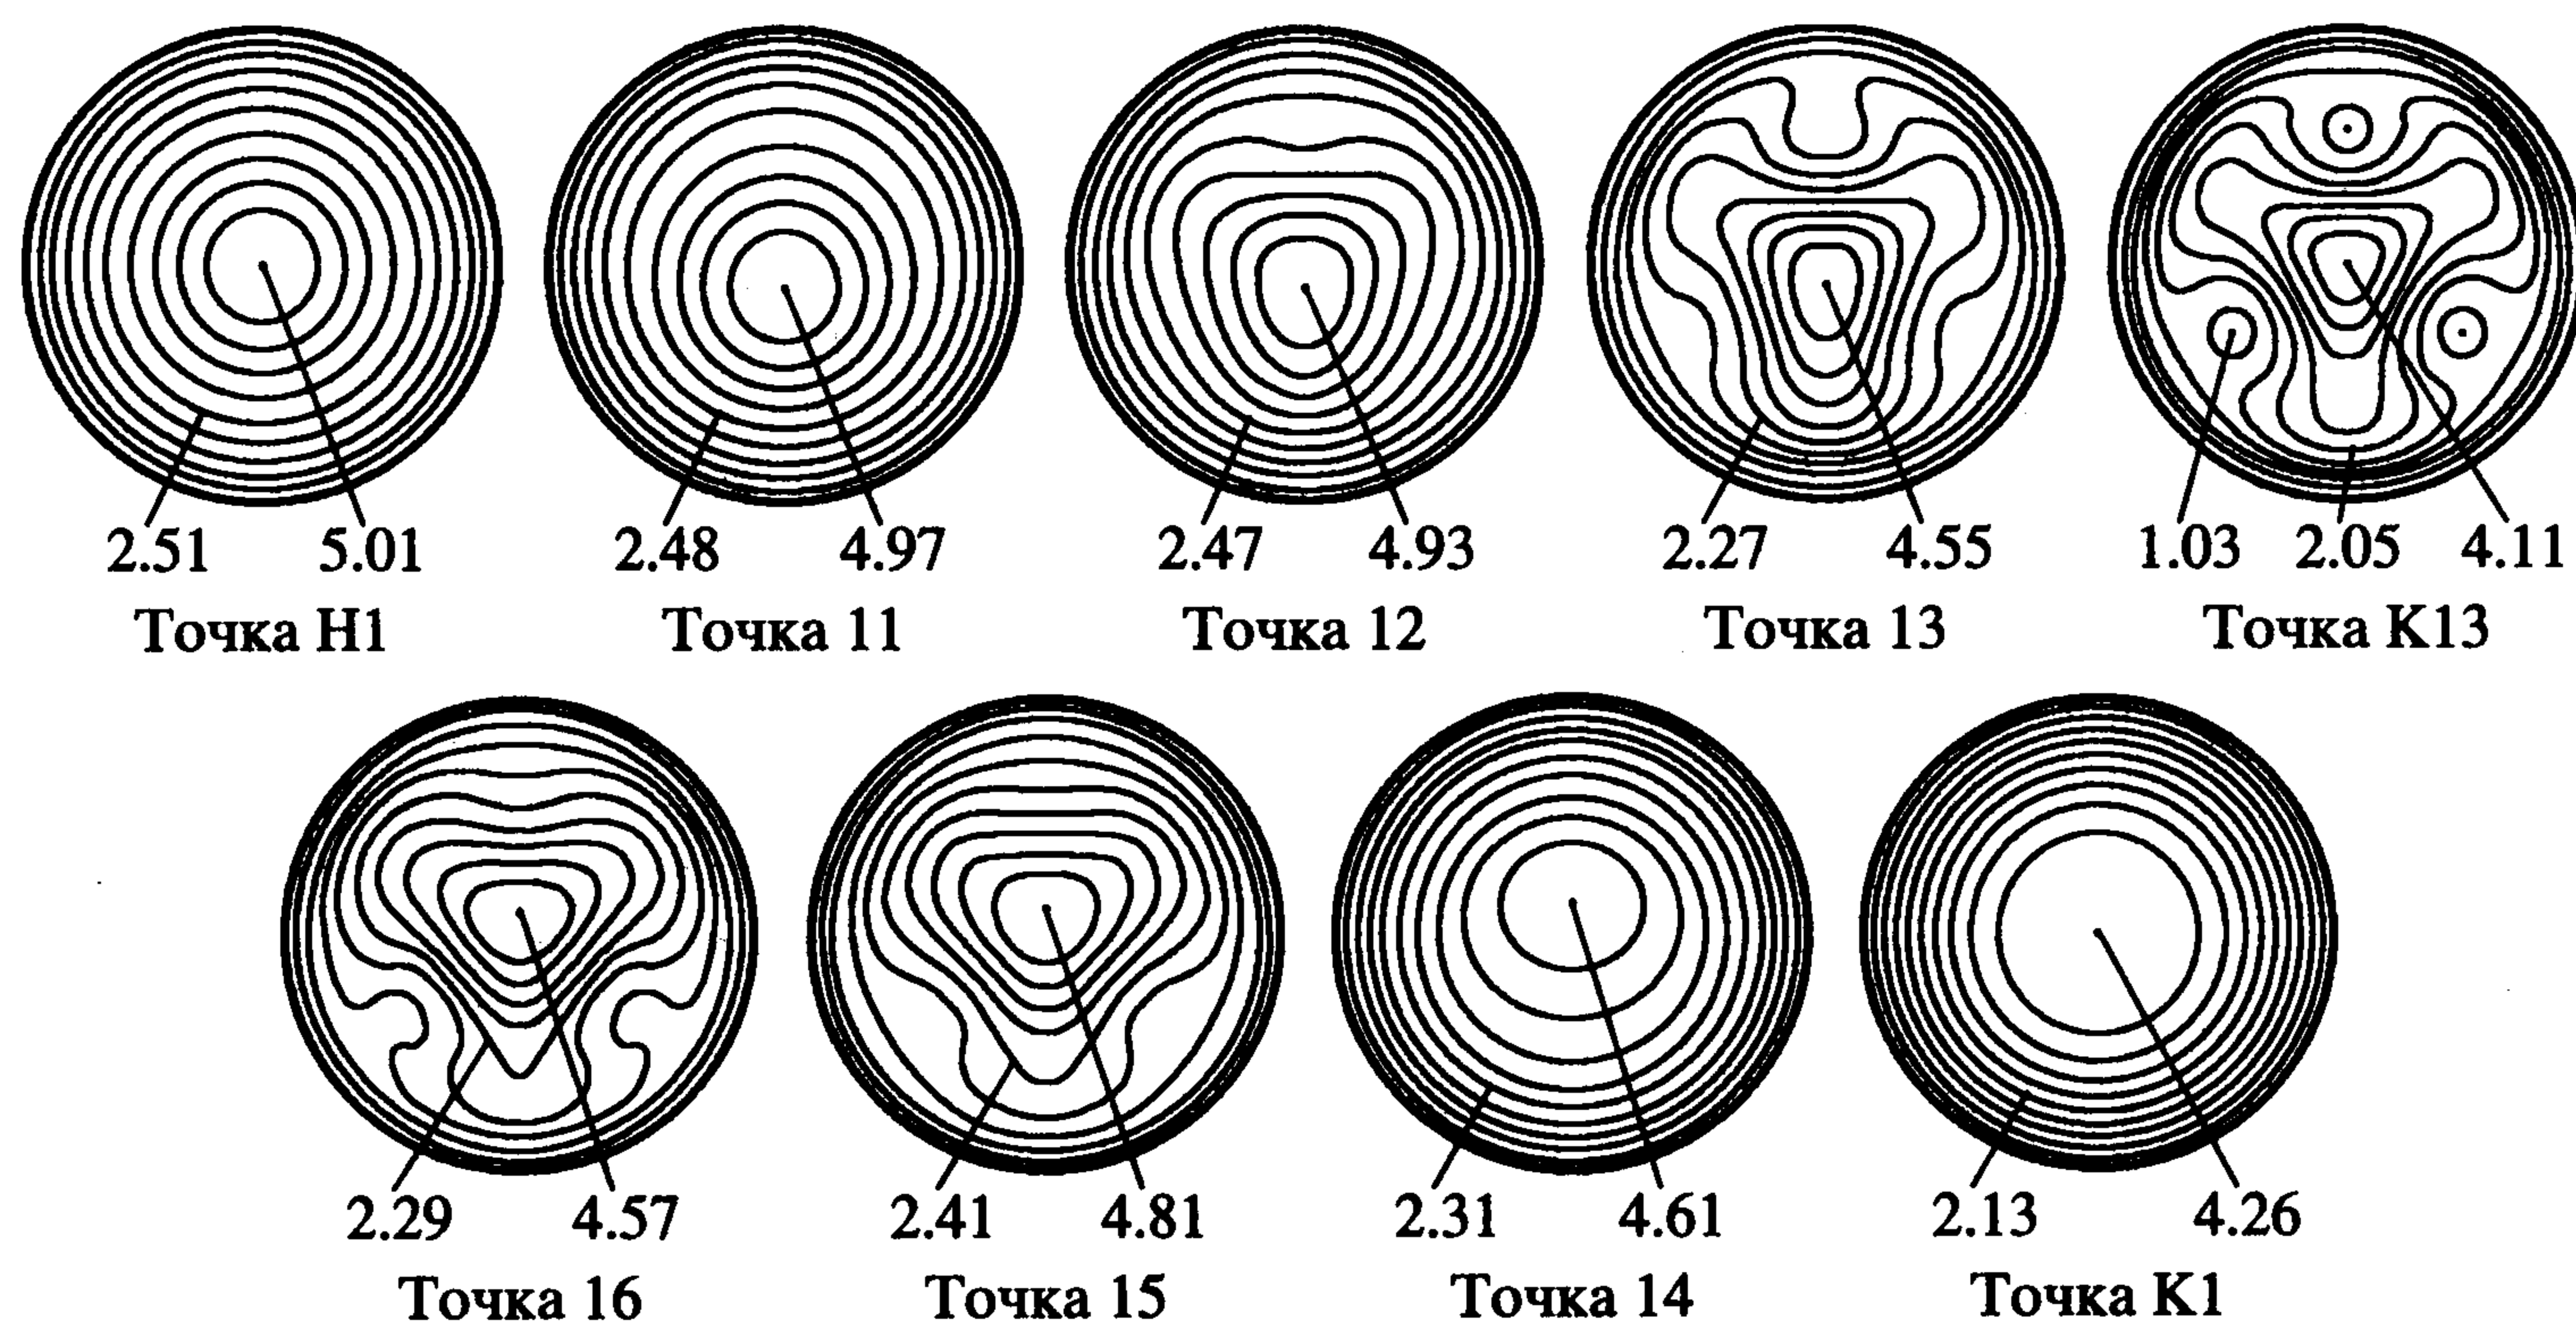 2.51 5.01 2.48 4.97 2.47 4.93 2.27 4.55 1.03 2.05 4.11
Точка Н1 Точка 11 Точка 12 Точка 13 Точка К13
2.29 4.57 2.41 4.81 2.31 4.61 2.13 4.26
Точка 16 Точка 15 Точка 14 Точка К1